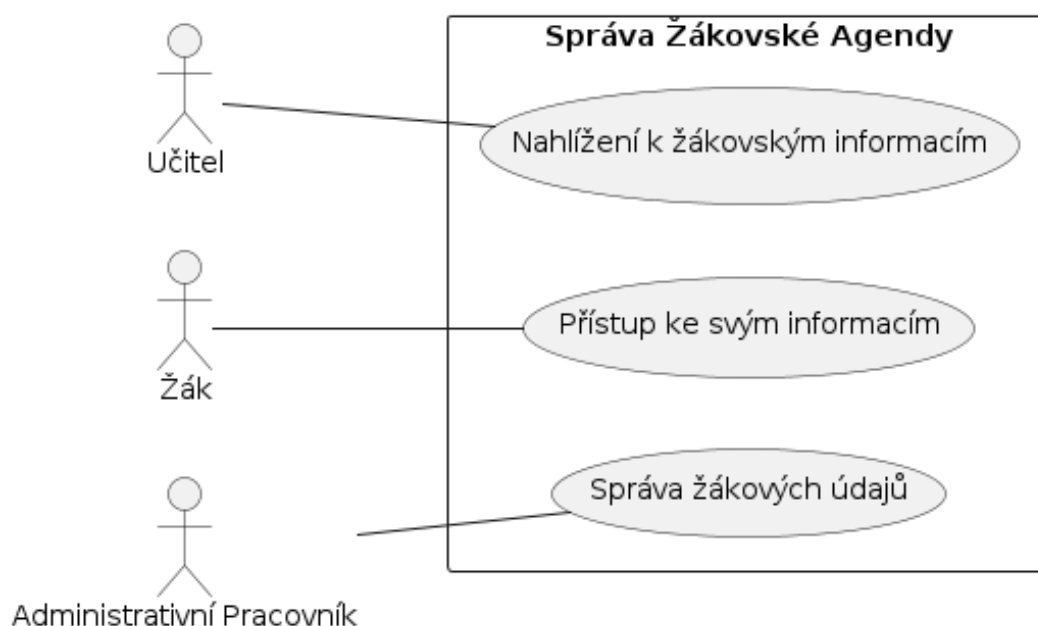 Správa Žákovské Agendy
Učitel
Nahlížení k žákovským informacím
Žák
Přístup ke svým informacím
Administrativní Pracovník
Správa žákových údajů